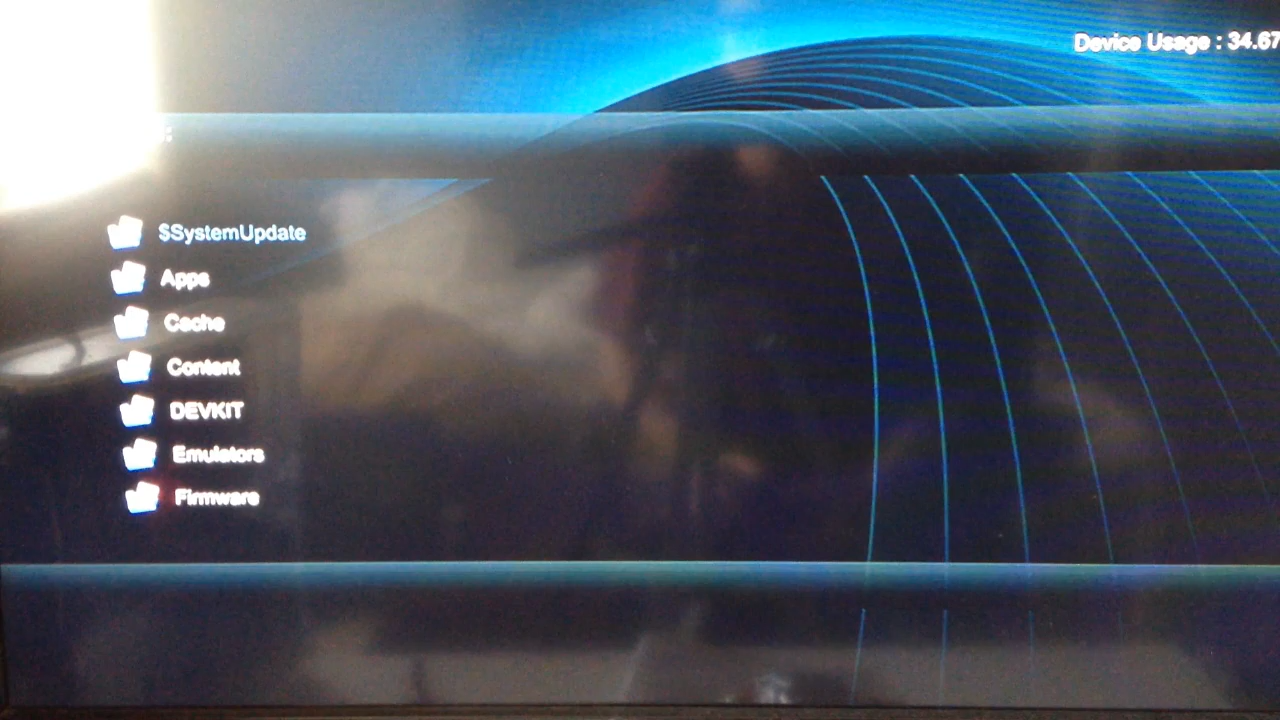 Device Usage : 34.67
$SystemUpdate
Apps
Cache
Content
DEVKIT
Emulators
Firmware